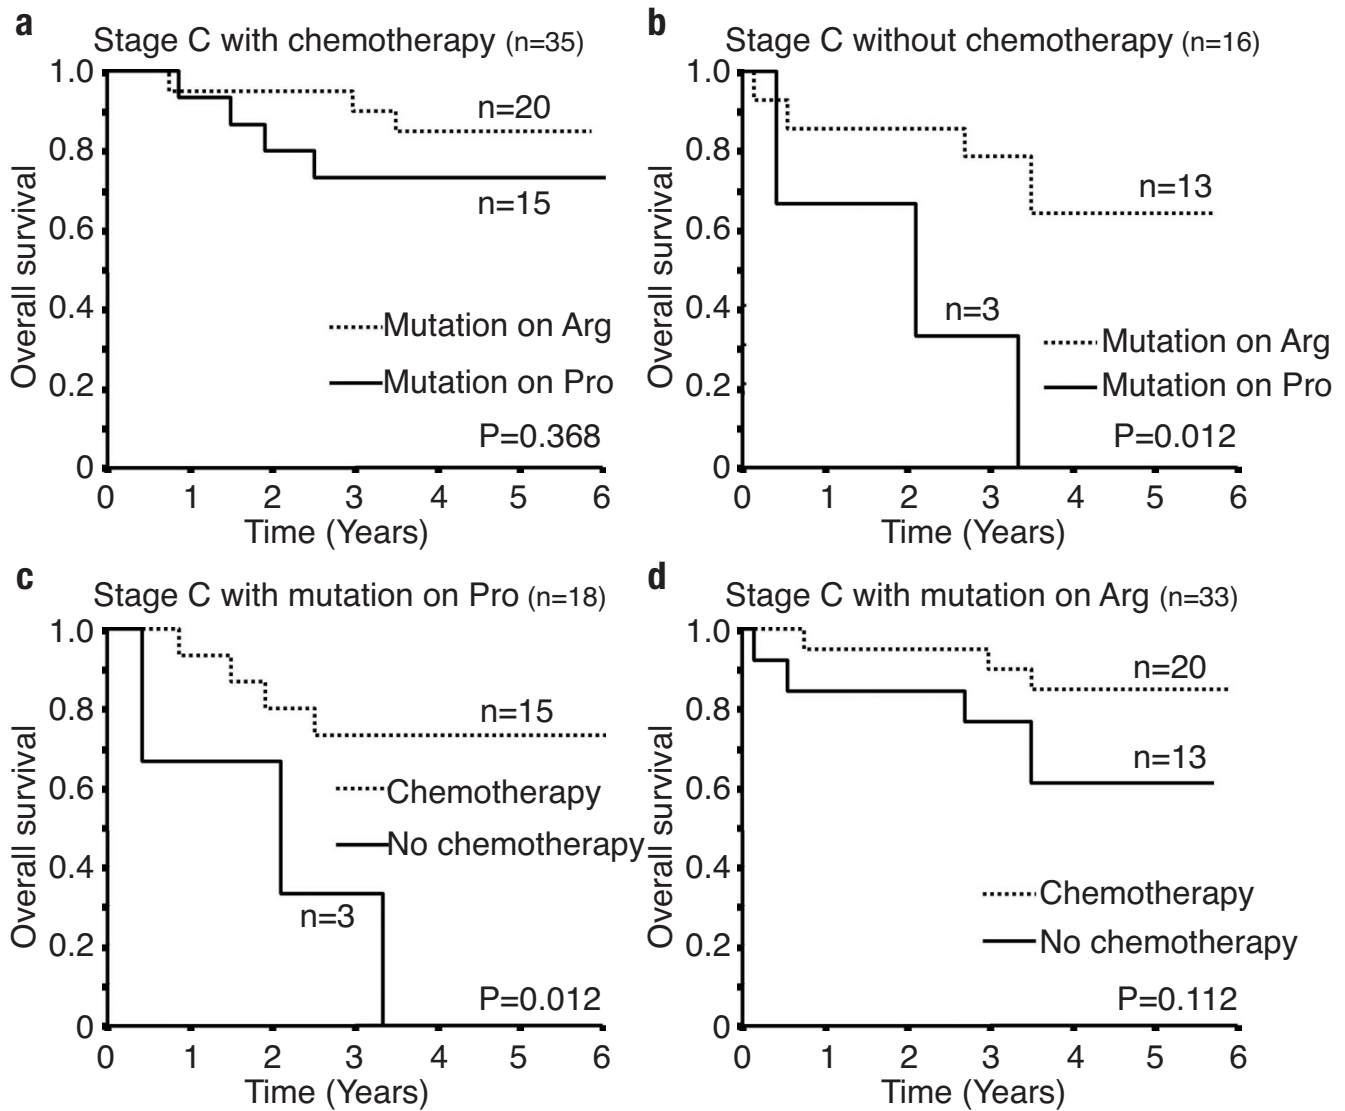 a
Stage C with chemotherapy (n=35)
1.0
0.8
0.6
0.4
0.2
0
Overall survival
n=20
n=15
Mutation on Arg
Mutation on Pro
P=0.368
0 1 2 3 4 5 6
Time (Years)
b
Stage C without chemotherapy (n=16)
1.0
0.8
0.6
0.4
0.2
0
Overall survival
n=13
n=3
Mutation on Arg
Mutation on Pro
P=0.012
0 1 2 3 4 5 6
Time (Years)
c
Stage C with mutation on Pro (n=18)
1.0
0.8
0.6
0.4
0.2
0
Overall survival
n=15
Chemotherapy
No chemotherapy
n=3
P=0.012
0 1 2 3 4 5 6
Time (Years)
d
Stage C with mutation on Arg (n=33)
1.0
0.8
0.6
0.4
0.2
0
Overall survival
n=20
n=13
Chemotherapy
No chemotherapy
P=0.112
0 1 2 3 4 5 6
Time (Years)